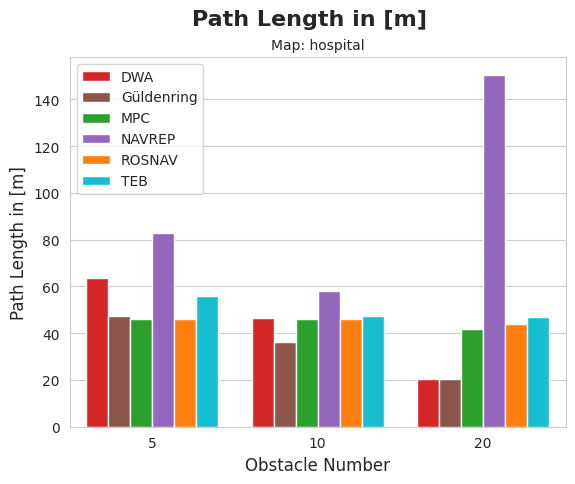 Path Length in [m]
Map: hospital
DWA
Güldenring
MPC
NAVREP
ROSNAV
TEB
Path Length in [m]
140
120
100
80
60
40
20
0
5 10 20
Obstacle Number